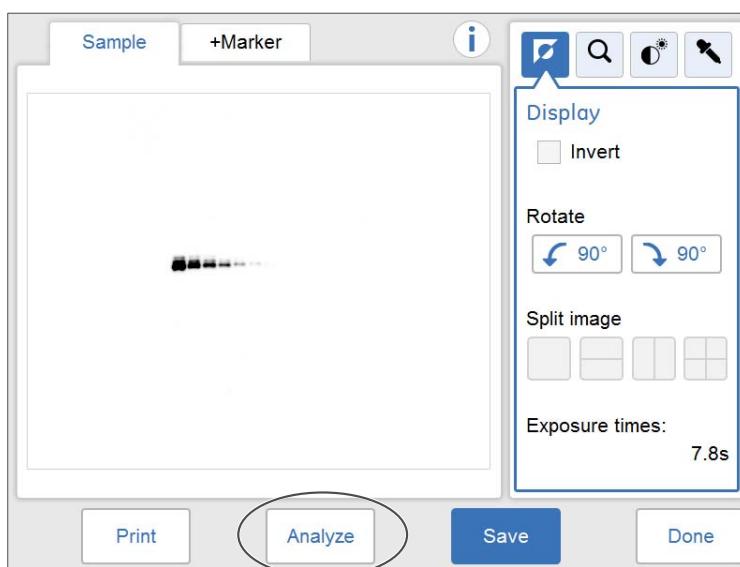 Sample
+Marker
i
Display
Invert
Rotate
90°
90°
Split image
Exposure times:
7.8s
Print
Analyze
Save
Done